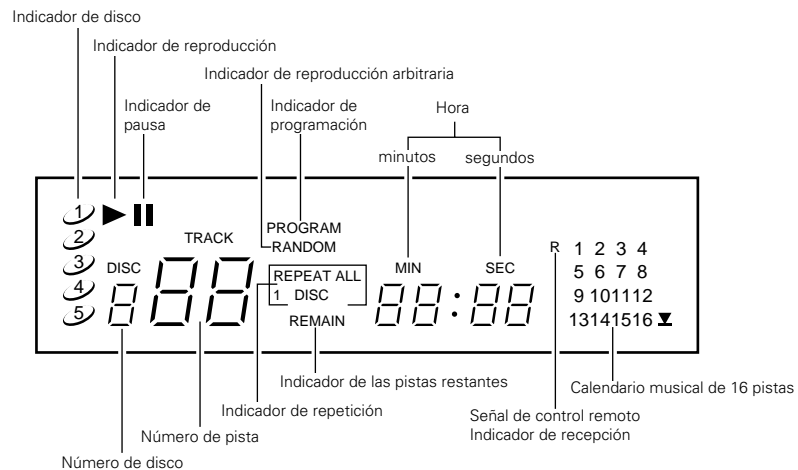 Indicador de disco
Indicador de reproducción
Indicador de reproducción arbitraria
Indicador de
pausa
Indicador de
programación
Hora
minutos
segundos
1
2
3
4
5
DISC
8
TRACK
88
PROGRAM
RANDOM
REPEAT ALL
1 DISC
REMAIN
MIN
SEC
88:88
R 1 2 3 4
5 6 7 8
9 10 11 12
13 14 15 16
Indicador de las pistas restantes
Calendario musical de 16 pistas
Indicador de repetición
Señal de control remoto
Indicador de recepción
Número de pista
Número de disco